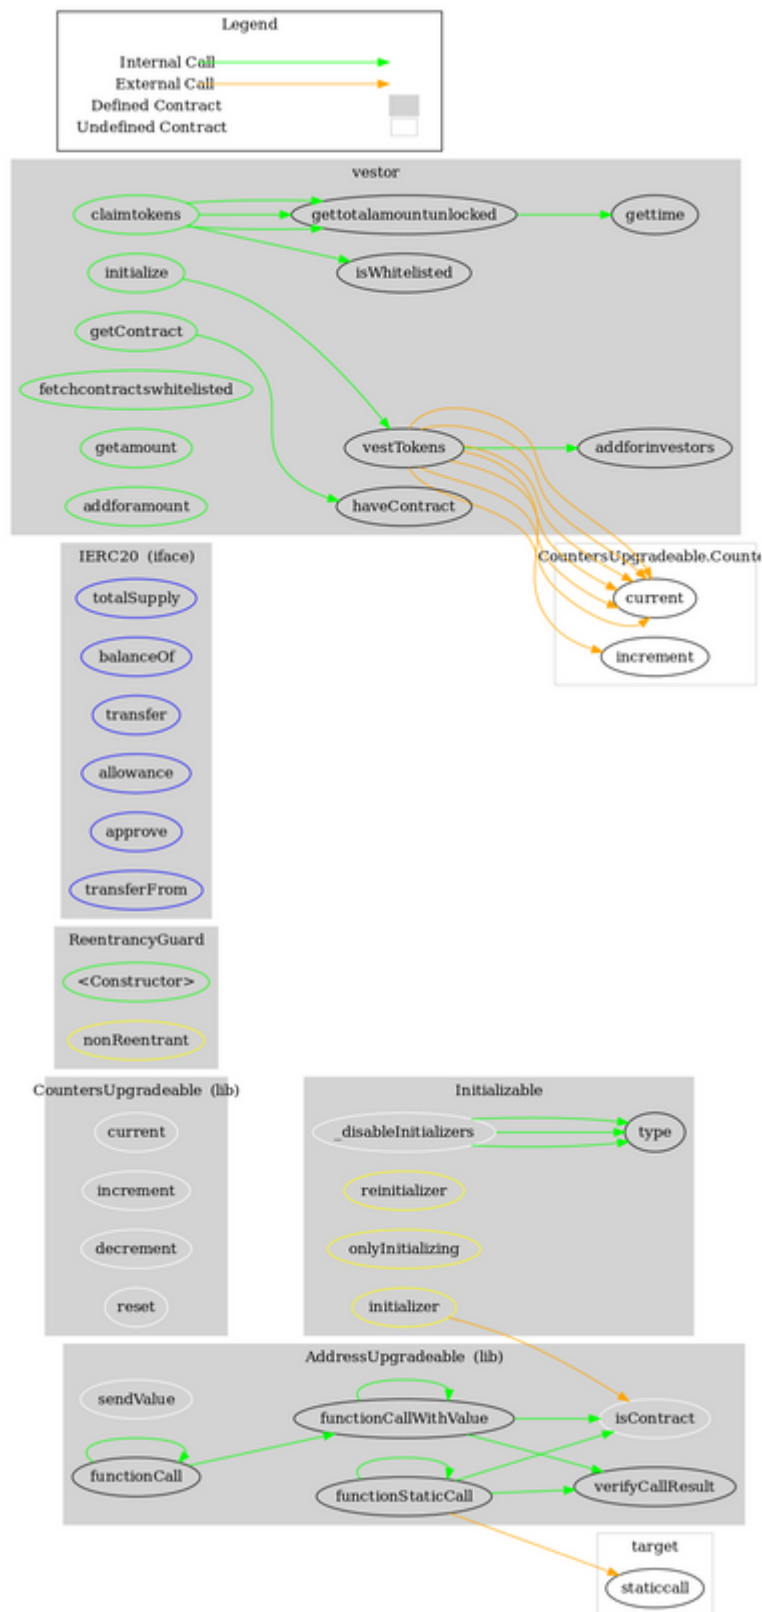 Legend
Internal Call
External Call
Defined Contract
Undefined Contract
vestor
claimtokens
gettotalamountunlocked
gettime
initialize
isWhitelisted
getContract
fetchcontractswhitelisted
getamount
vestTokens
addforinvestors
addforamount
haveContract
IERC20 (iface)
CountersUpgradeable.Counte
totalSupply
current
balanceOf
increment
transfer
allowance
approve
transferFrom
ReentrancyGuard
<Constructor>
nonReentrant
CountersUpgradeable (lib)
Initializable
current
_disableInitializers
type
increment
reinitializer
decrement
onlyInitializing
reset
initializer
AddressUpgradeable (lib)
sendValue
functionCallWithValue
isContract
functionCall
functionStaticCall
verifyCallResult
target
staticcall